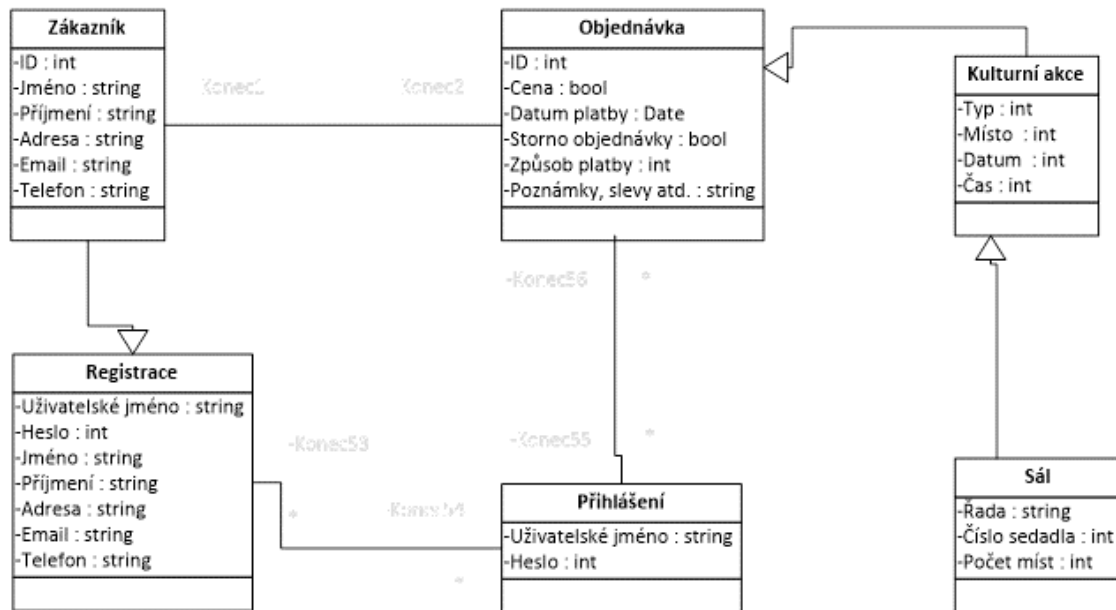 Zákazník
-ID : int
-Jméno : string
-Příjmení : string
-Adresa : string
-Email : string
-Telefon : string
Konec1
Konec2
Objednávka
-ID : int
-Cena : bool
-Datum platby : Date
-Storno objednávky : bool
-Způsob platby : int
-Poznámky, slevy atd. : string
Kulturní akce
-Typ : int
-Místo : int
-Datum : int
-Čas : int
-Konec56
*
Registrace
-Uživatelské jméno : string
-Heslo : int
-Jméno : string
-Příjmení : string
-Adresa : string
-Email : string
-Telefon : string
-Konec53
*
-Konec54
*
-Konec55
*
Přihlášení
-Uživatelské jméno : string
-Heslo : int
Sál
-Řada : string
-Číslo sedadla : int
-Počet míst : int